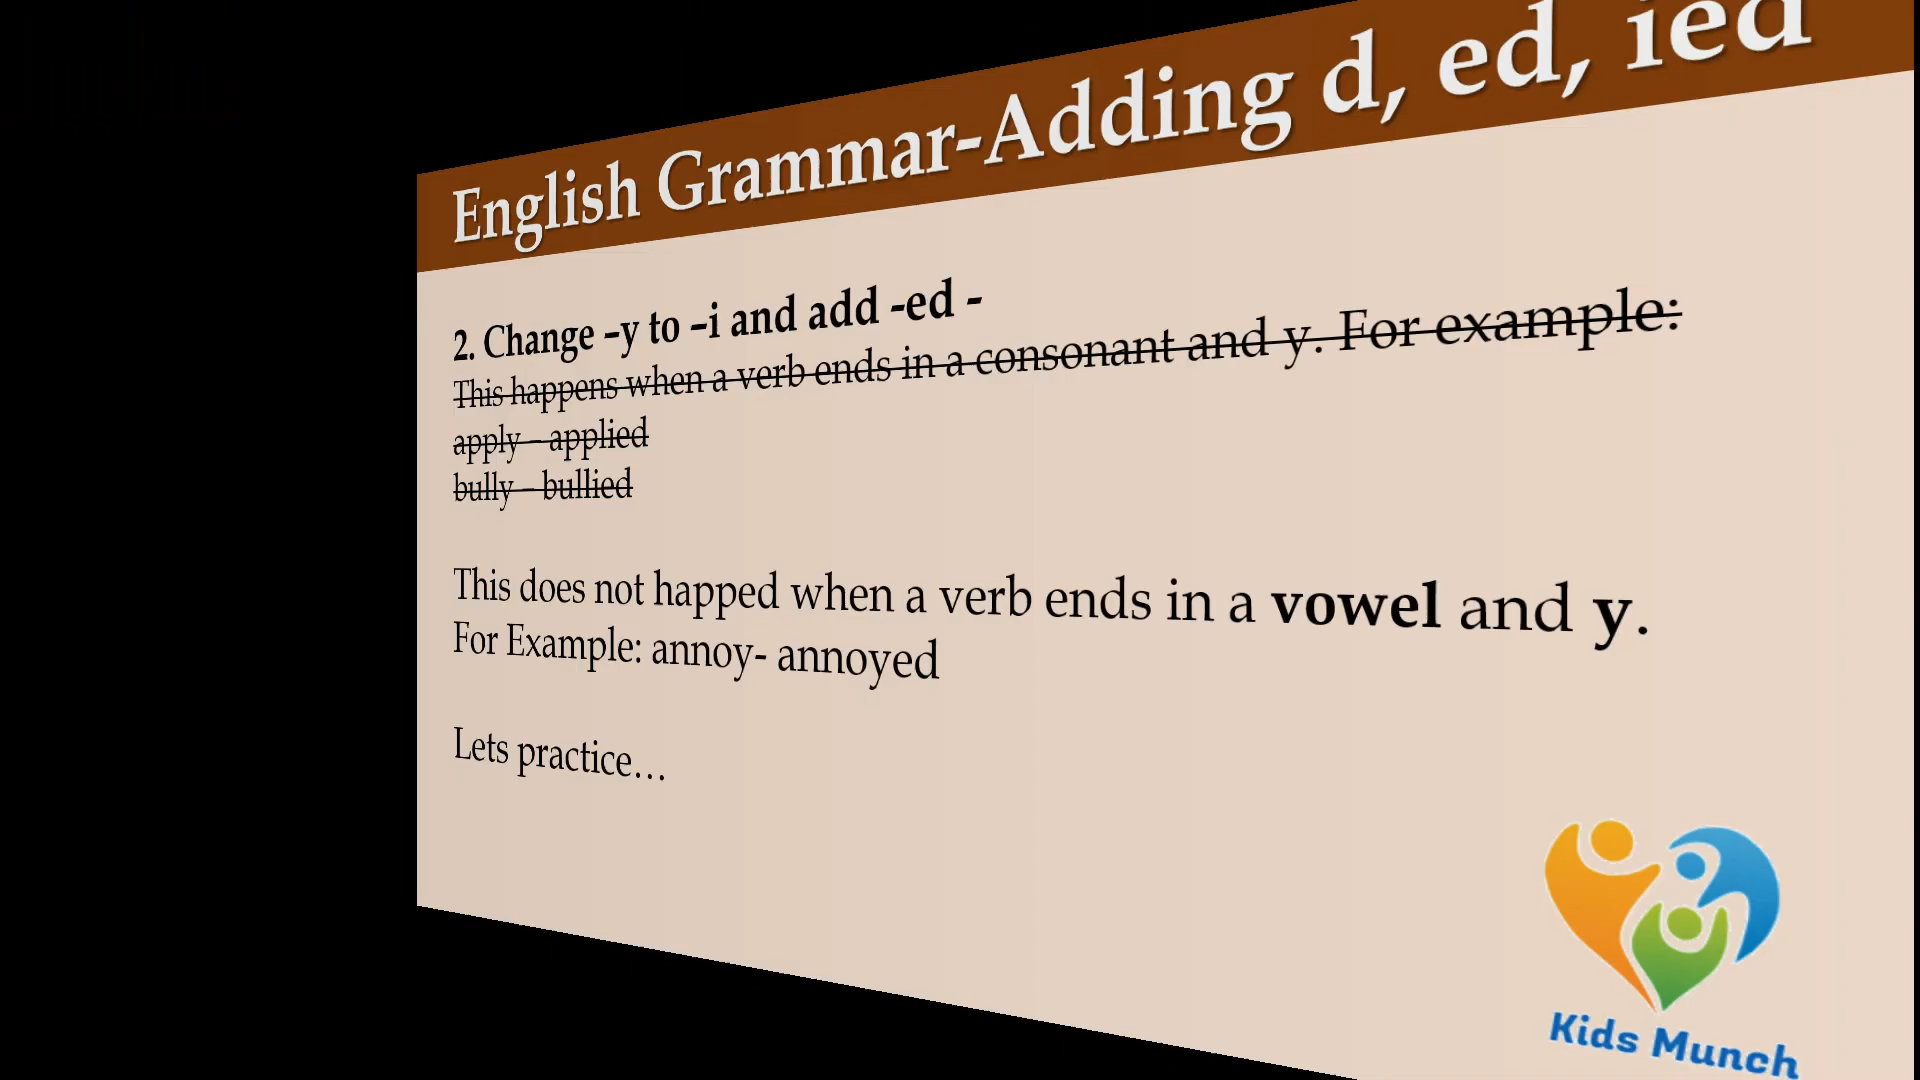 English Grammar-Adding d, ed, ied
2. Change –y to –i and add -ed -
This happens when a verb ends in a consonant and y. For example:
apply – applied
bully – bullied
This does not happed when a verb ends in a vowel and y.
For Example: annoy- annoyed
Lets practice…
Kids Munch